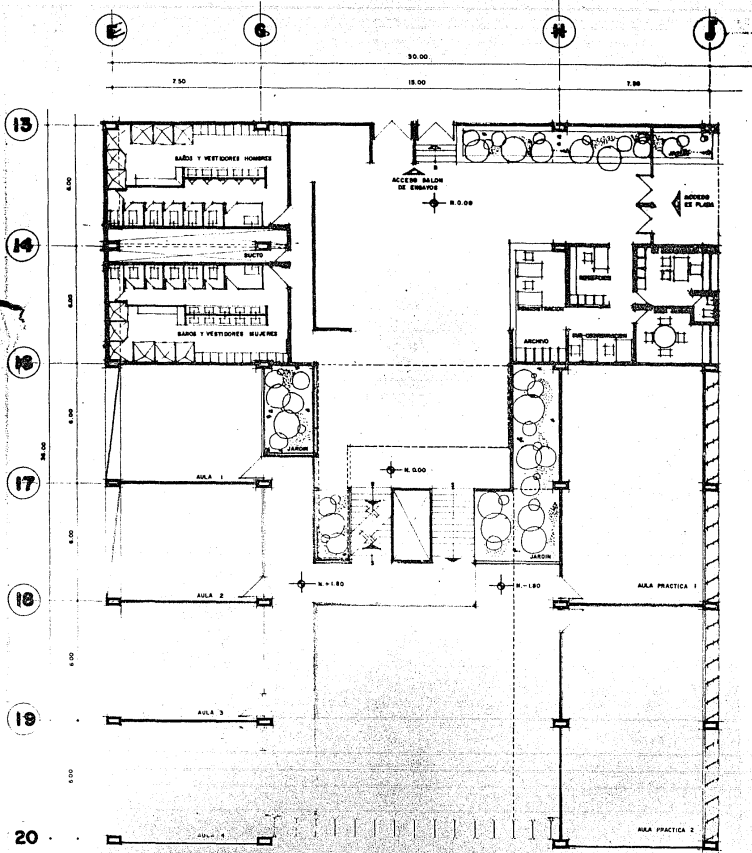 E G H J
30.00
7.50 15.00 7.50
13
BAÑOS Y VESTIDORES HOMBRES
6.00
ACCESO SALON
DE ENSAYOS
N. 0.00
ACCESO
14
DUCTO
RECEPCION
6.00
BAÑOS Y VESTIDORES MUJERES
ARCHIVO
SUB-COORDINACION
16
JARDIN
6.00
36.00
N. 0.00
AULA 1
17
6.00
JARDIN
N. +1.80
N. -1.80
AULA PRACTICA 1
AULA 2
18
6.00
AULA 3
19
6.00
AULA 4
AULA PRACTICA 2
20